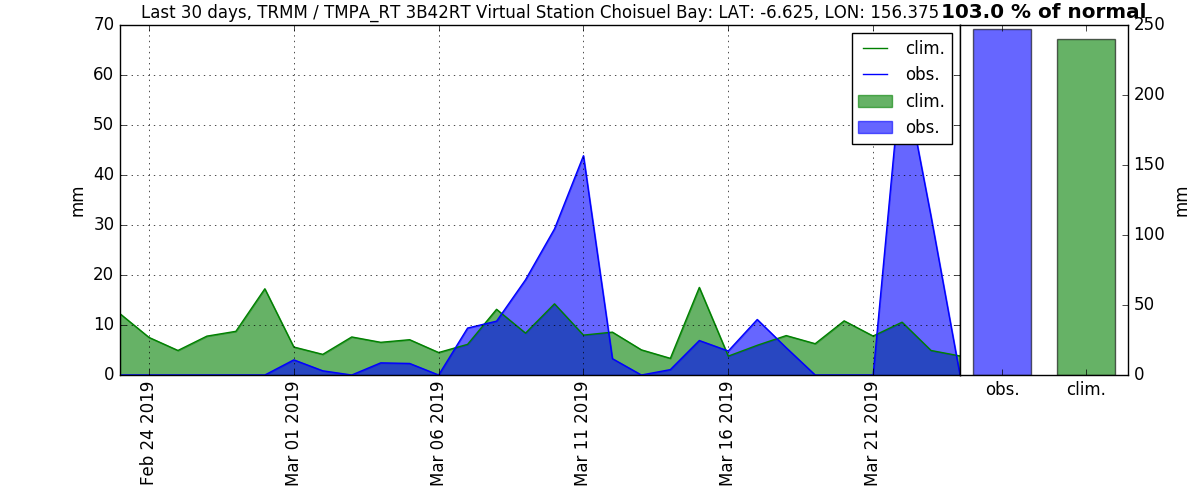 Last 30 days, TRMM / TMPA_RT 3B42RT Virtual Station Choisuel Bay: LAT: -6.625, LON: 156.375
103.0 % of normal
70
60
50
40
30
20
10
0
mm
clim.
obs.
clim.
obs.
250
200
150
100
50
0
mm
Feb 24 2019
Mar 01 2019
Mar 06 2019
Mar 11 2019
Mar 16 2019
Mar 21 2019
obs.
clim.